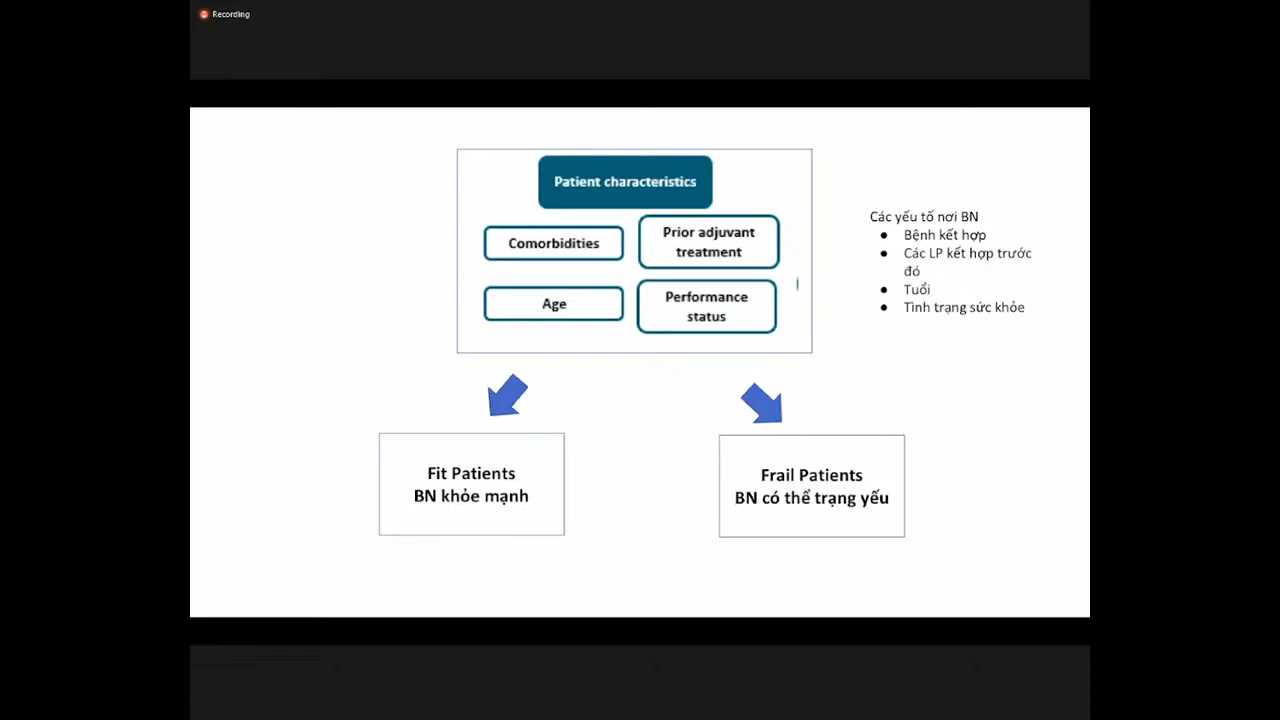 Recording
Patient characteristics
Comorbidities
Prior adjuvant
treatment
Age
Performance
status
Các yếu tố nơi BN
Bệnh kết hợp
Các LP kết hợp trước
đó
Tuổi
Tình trạng sức khỏe
Fit Patients
BN khỏe mạnh
Frail Patients
BN có thể trạng yếu